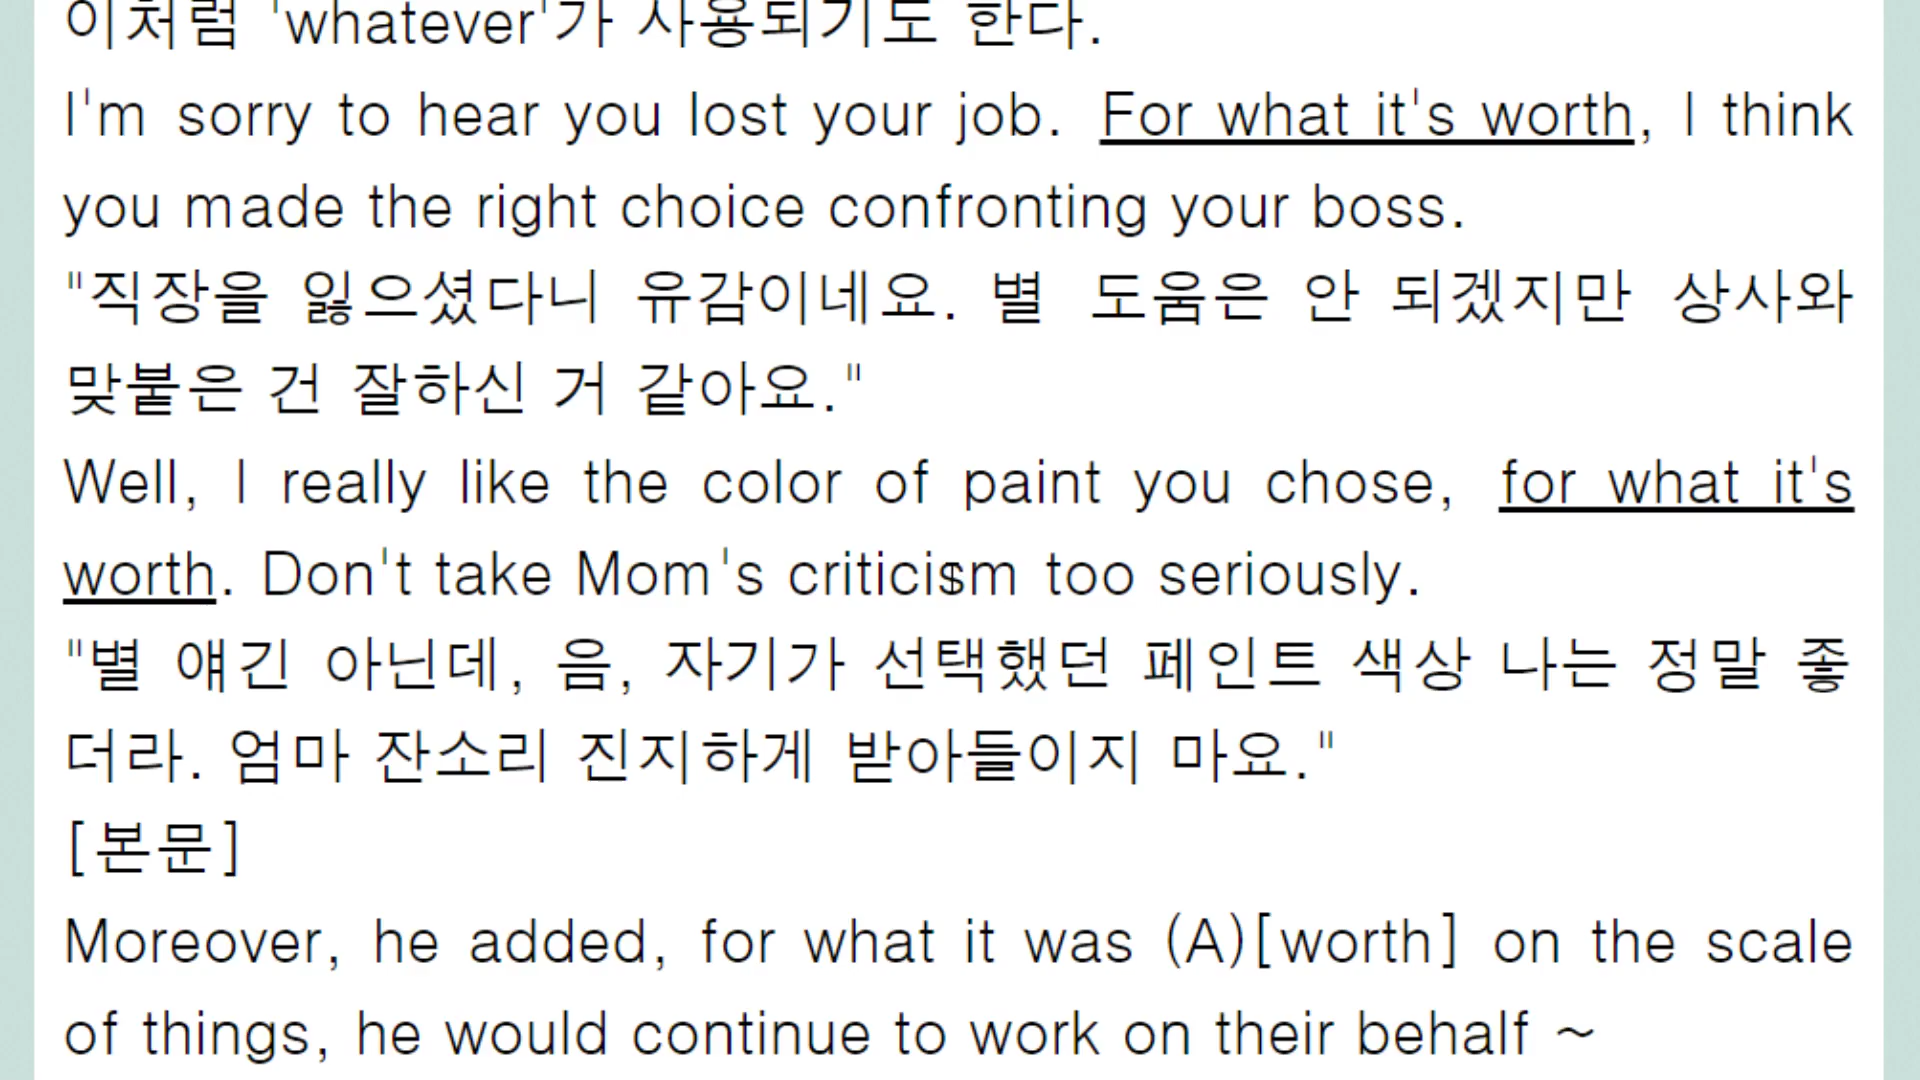 이처럼 'whatever'가 사용되기도 한다.
I'm sorry to hear you lost your job. For what it's worth, I think
you made the right choice confronting your boss.
"직장을 잃으셨다니 유감이네요. 별 도움은 안 되겠지만 상사와
맞붙은 건 잘하신 거 같아요."
Well, I really like the color of paint you chose, for what it's
worth. Don't take Mom's criticism too seriously.
"별 얘긴 아닌데, 음, 자기가 선택했던 페인트 색상 나는 정말 좋
더라. 엄마 잔소리 진지하게 받아들이지 마요."
[본문]
Moreover, he added, for what it was (A)[worth] on the scale
of things, he would continue to work on their behalf ~